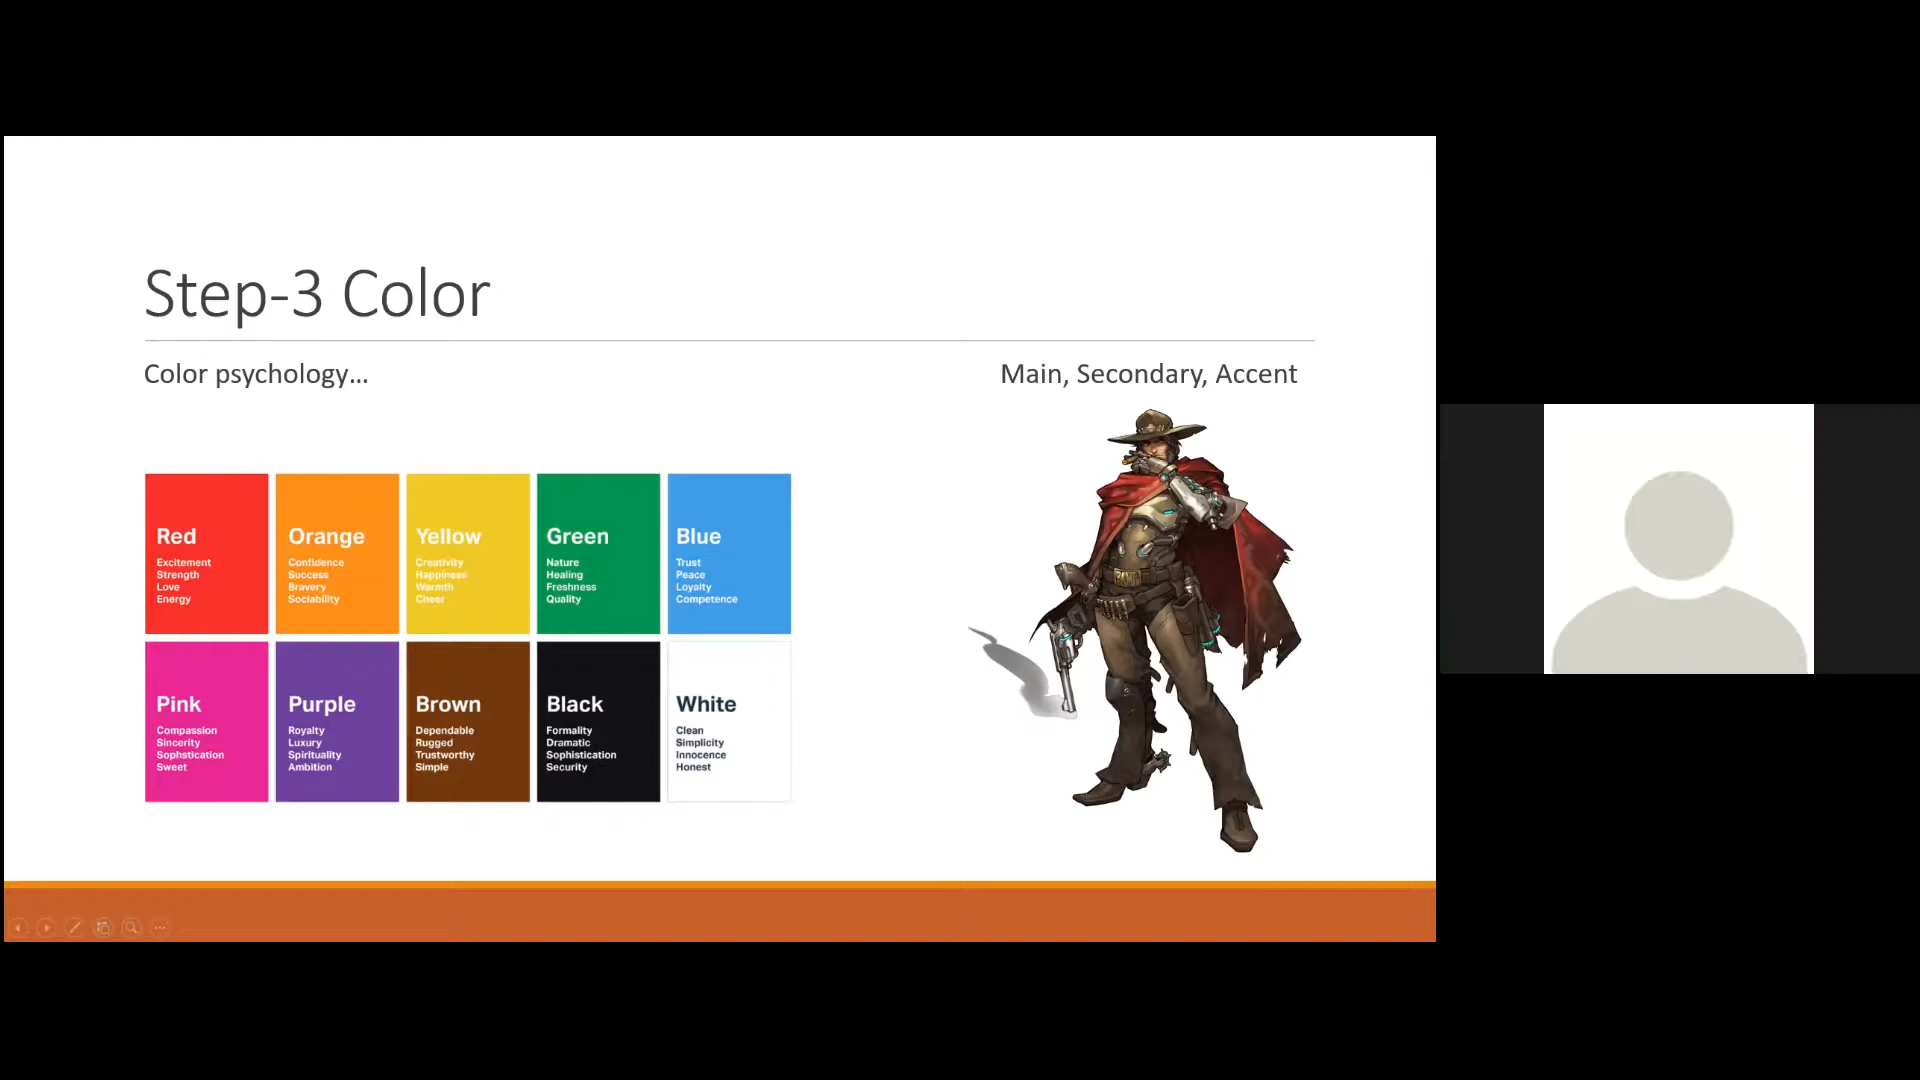 Step-3 Color
Color psychology...
Main, Secondary, Accent
Red
Excitement
Strength
Love
Energy
Orange
Confidence
Success
Bravery
Sociability
Yellow
Creativity
Happiness
Warmth
Cheer
Green
Nature
Healing
Freshness
Quality
Blue
Trust
Peace
Loyalty
Competence
Pink
Compassion
Sincerity
Sophstication
Sweet
Purple
Royalty
Luxury
Spirituality
Ambition
Brown
Dependable
Rugged
Trustworthy
Simple
Black
Formality
Dramatic
Sophistication
Security
White
Clean
Simplicity
Innocence
Honest
BAMF